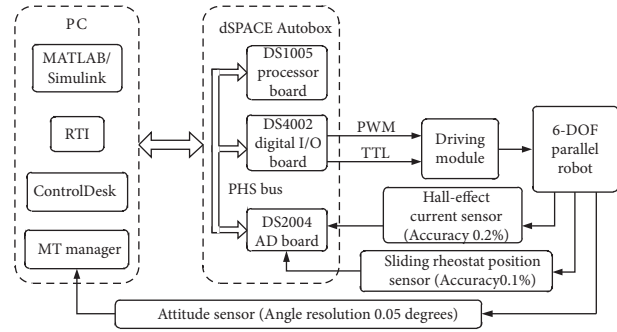 PC
MATLAB/
Simulink
RTI
ControlDesk
MT manager
dSPACE Autobox
DS1005
processor
board
DS4002
digital I/O
board
PHS bus
DS2004
AD board
PWM
TTL
Driving
module
6-DOF
parallel
robot
Hall-effect
current sensor
(Accuracy 0.2%)
Sliding rheostat position
sensor (Accuracy0.1%)
Attitude sensor (Angle resolution 0.05 degrees)